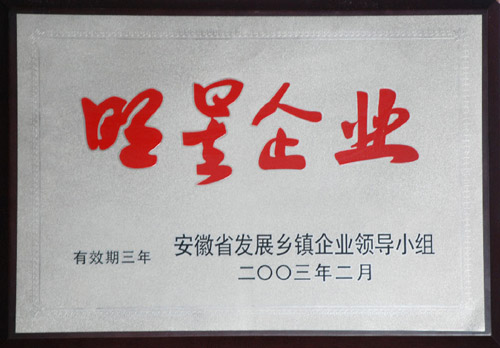 明星企业
有效期三年
安徽省发展乡镇企业领导小组
二〇〇三年二月